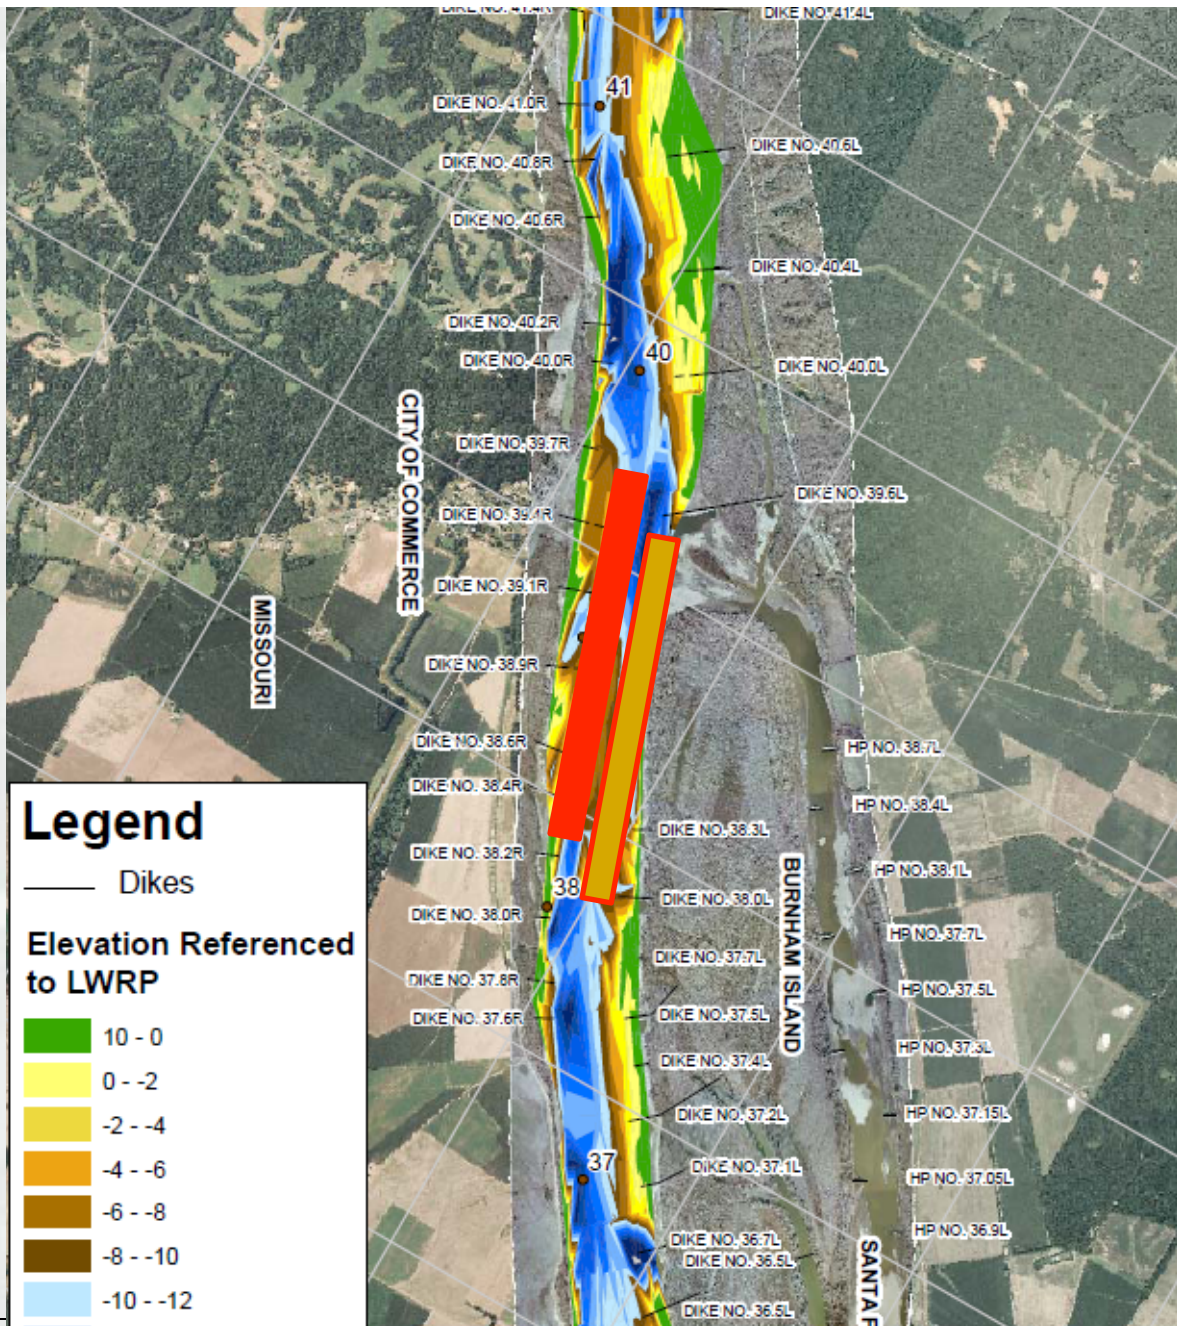 DIKE NO. 41.4R
DIKE NO. 41.4L
41
DIKE NO. 41.0R
DIKE NO. 40.6L
DIKE NO. 40.8R
DIKE NO. 40.6R
DIKE NO. 40.4L
DIKE NO. 40.2R
40
DIKE NO. 40.0R
DIKE NO. 40.0L
CITY OF COMMERCE
DIKE NO. 39.7R
DIKE NO. 39.6L
DIKE NO. 39.4R
DIKE NO. 39.1R
MISSOURI
DIKE NO. 38.9R
DIKE NO. 38.6R
HP NO. 38.7L
DIKE NO. 38.4R
HP NO. 38.4L
DIKE NO. 38.3L
DIKE NO. 38.2R
BURNHAM ISLAND
HP NO. 38.1L
38
DIKE NO. 38.0L
DIKE NO. 38.0R
HP NO. 37.7L
DIKE NO. 37.7L
DIKE NO. 37.8R
HP NO. 37.5L
DIKE NO. 37.5L
DIKE NO. 37.6R
HP NO. 37.3L
DIKE NO. 37.4L
DIKE NO. 37.2L
HP NO. 37.15L
37
DIKE NO. 37.1L
HP NO. 37.05L
HP NO. 36.9L
DIKE NO. 36.7L
DIKE NO. 36.5L
SANTA F
DIKE NO. 36.5L
Legend
Dikes
Elevation Referenced
to LWRP
10 - 0
0 - -2
-2 - -4
-4 - -6
-6 - -8
-8 - -10
-10 - -12